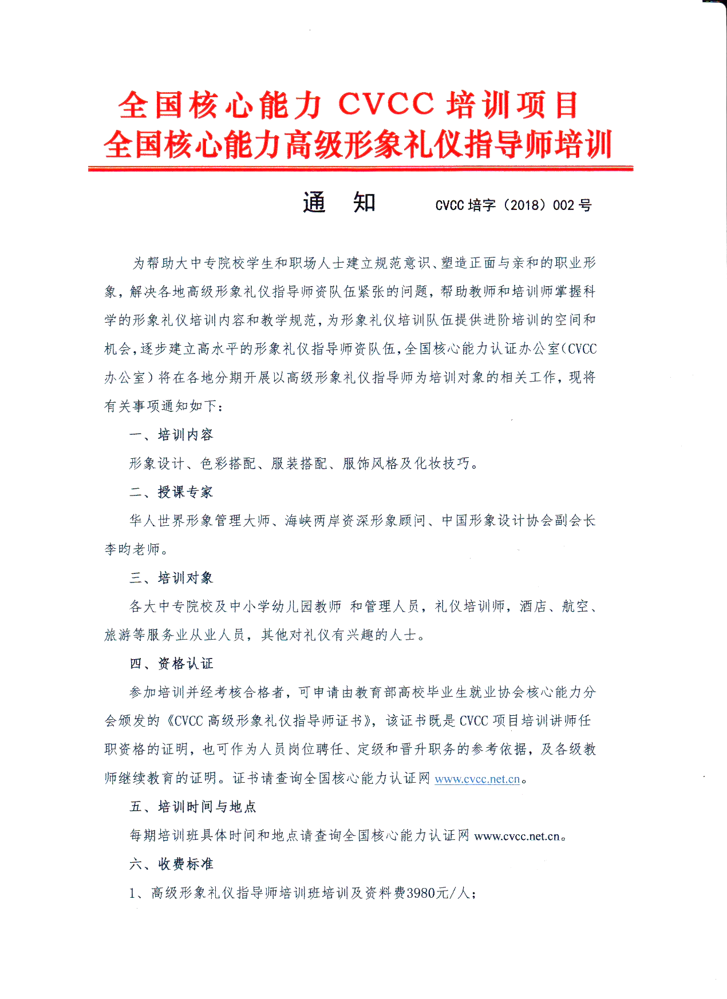 全国核心能力 CVCC 培训项目
全国核心能力高级形象礼仪指导师培训
通 知 CVCC 培字（2018）002 号
为帮助大中专院校学生和职场人士建立规范意识、塑造正面与亲和的职业形
象，解决各地高级形象礼仪指导师资队伍紧张的问题，帮助教师和培训师掌握科
学的形象礼仪培训内容和教学规范，为形象礼仪培训队伍提供进阶培训的空间和
机会，逐步建立高水平的形象礼仪指导师资队伍，全国核心能力认证办公室（CVCC
办公室）将在各地分期开展以高级形象礼仪指导师为培训对象的相关工作，现将
有关事项通知如下：
一、培训内容
形象设计、色彩搭配、服装搭配、服饰风格及化妆技巧。
二、授课专家
华人世界形象管理大师、海峡两岸资深形象顾问、中国形象设计协会副会长
李昀老师。
三、培训对象
各大中专院校及中小学幼儿园教师 和管理人员，礼仪培训师，酒店、航空、
旅游等服务业从业人员，其他对礼仪有兴趣的人士。
四、资格认证
参加培训并经考核合格者，可申请由教育部高校毕业生就业协会核心能力分
会颁发的《CVCC 高级形象礼仪指导师证书》，该证书既是 CVCC 项目培训讲师任
职资格的证明，也可作为人员岗位聘任、定级和晋升职务的参考依据，及各级教
师继续教育的证明。证书请查询全国核心能力认证网 www.cvcc.net.cn。
五、培训时间与地点
每期培训班具体时间和地点请查询全国核心能力认证网 www.cvcc.net.cn。
六、收费标准
1、高级形象礼仪指导师培训班培训及资料费3980元/人；